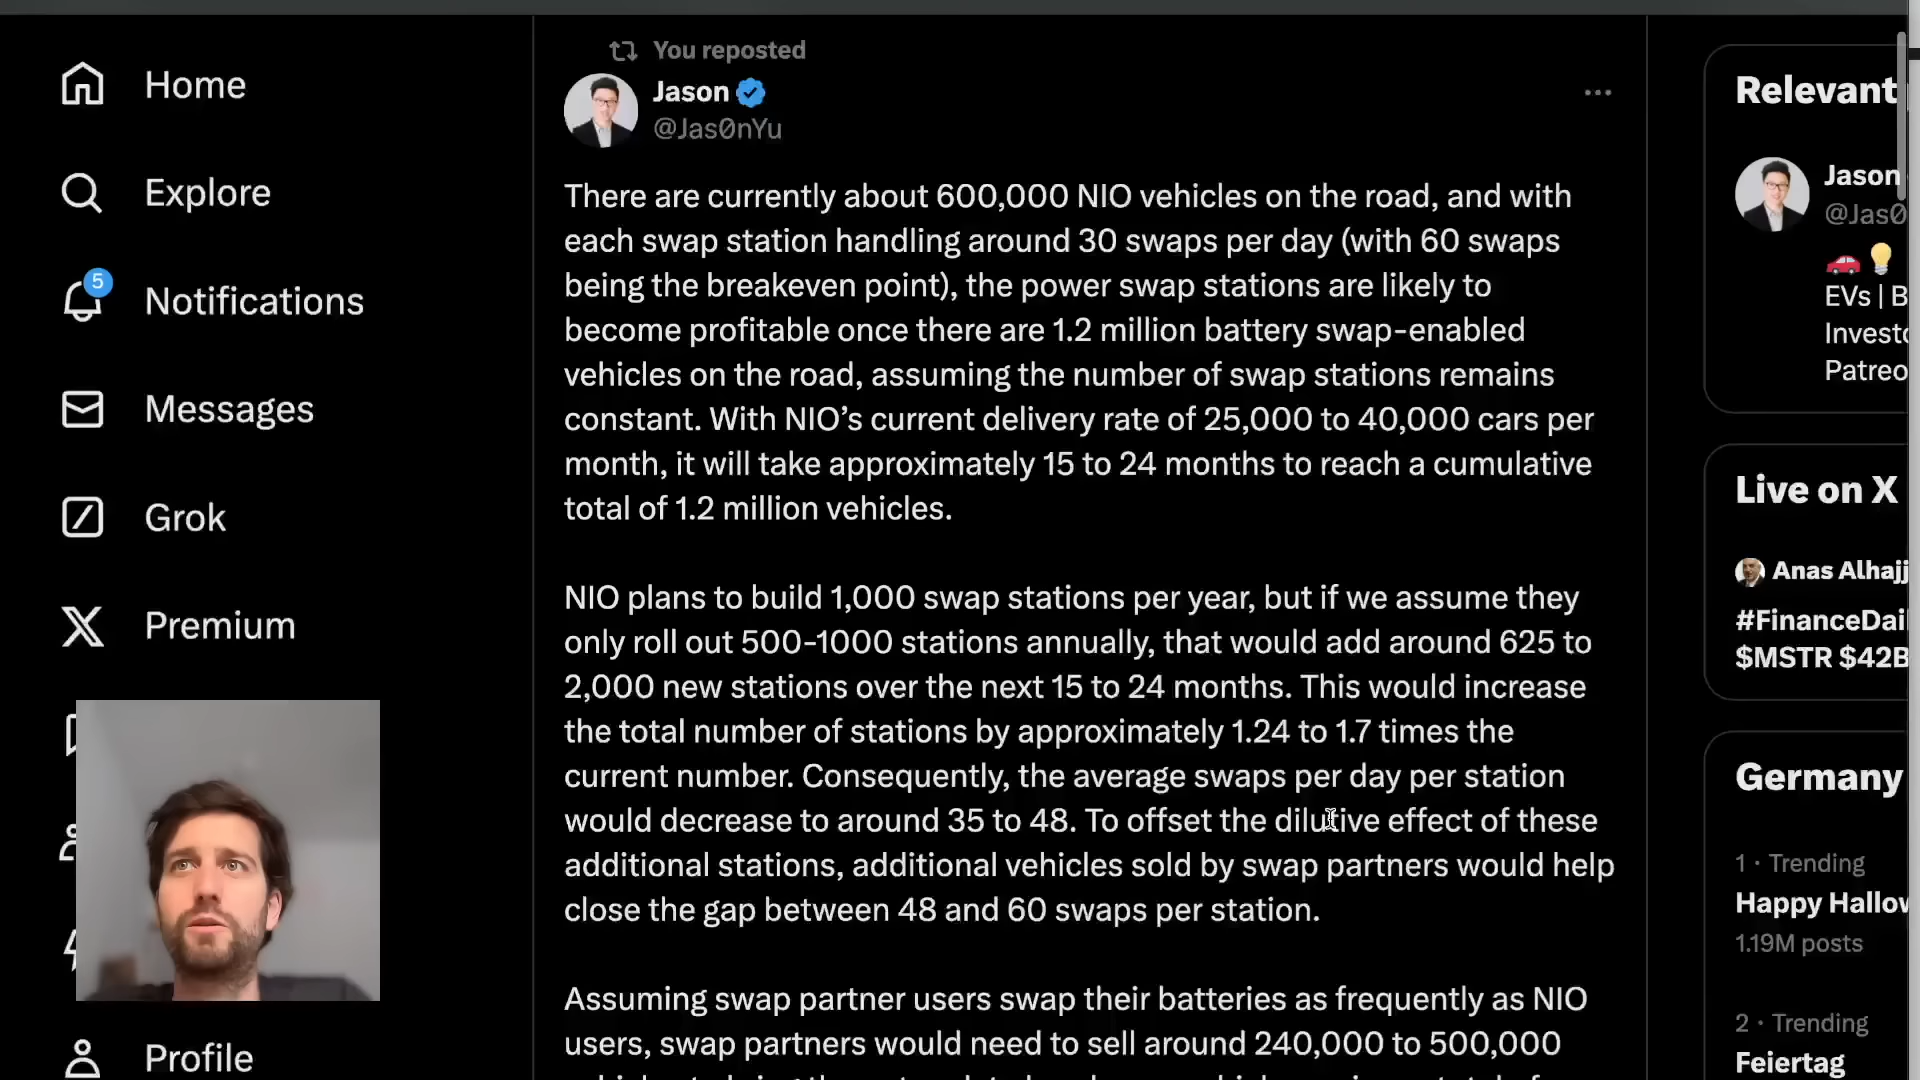 You reposted
Home
Jason
@Jas0nYu
Explore
There are currently about 600,000 NIO vehicles on the road, and with
each swap station handling around 30 swaps per day (with 60 swaps
being the breakeven point), the power swap stations are likely to
become profitable once there are 1.2 million battery swap-enabled
vehicles on the road, assuming the number of swap stations remains
constant. With NIO’s current delivery rate of 25,000 to 40,000 cars per
month, it will take approximately 15 to 24 months to reach a cumulative
total of 1.2 million vehicles.
5
Notifications
Messages
Grok
Premium
NIO plans to build 1,000 swap stations per year, but if we assume they
only roll out 500-1000 stations annually, that would add around 625 to
2,000 new stations over the next 15 to 24 months. This would increase
the total number of stations by approximately 1.24 to 1.7 times the
current number. Consequently, the average swaps per day per station
would decrease to around 35 to 48. To offset the dilutive effect of these
additional stations, additional vehicles sold by swap partners would help
close the gap between 48 and 60 swaps per station.
Assuming swap partner users swap their batteries as frequently as NIO
users, swap partners would need to sell around 240,000 to 500,000
Profile
Relevant
Jason
@Jas0
EVs | B
Investo
Patreo
Live on X
Anas Alhajj
#FinanceDail
$MSTR $42B
Germany
1 · Trending
Happy Hallow
1.19M posts
2 · Trending
Feiertag